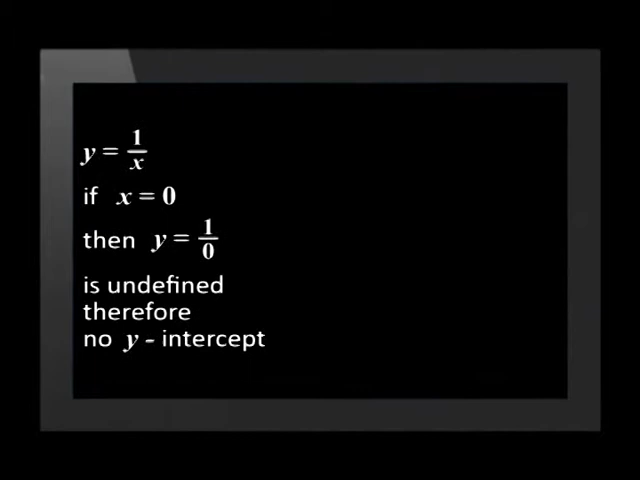 y = 1/x
if x = 0
then y = 1/0
is undefined
therefore
no y - intercept